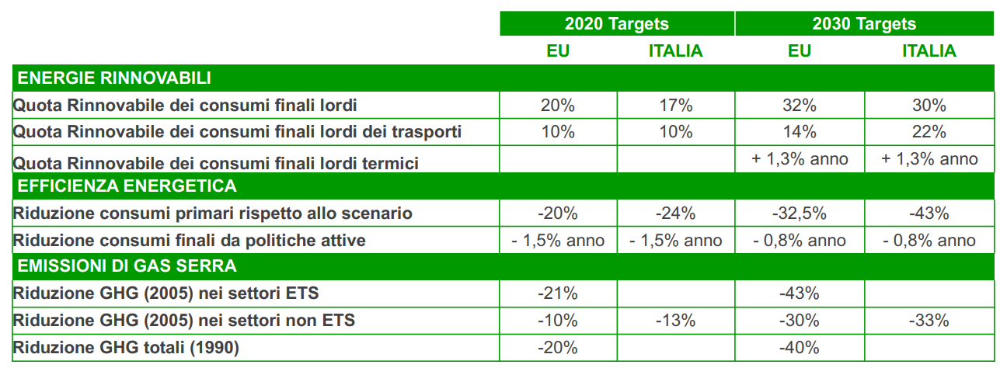 2020 Targets 2030 Targets
EU ITALIA EU ITALIA
ENERGIE RINNOVABILI
Quota Rinnovabile dei consumi finali lordi 20% 17% 32% 30%
Quota Rinnovabile dei consumi finali lordi dei trasporti 10% 10% 14% 22%
Quota Rinnovabile dei consumi finali lordi termici + 1,3% anno + 1,3% anno
EFFICIENZA ENERGETICA
Riduzione consumi primari rispetto allo scenario -20% -24% -32,5% -43%
Riduzione consumi finali da politiche attive - 1,5% anno - 1,5% anno - 0,8% anno - 0,8% anno
EMISSIONI DI GAS SERRA
Riduzione GHG (2005) nei settori ETS -21% -43%
Riduzione GHG (2005) nei settori non ETS -10% -13% -30% -33%
Riduzione GHG totali (1990) -20% -40%